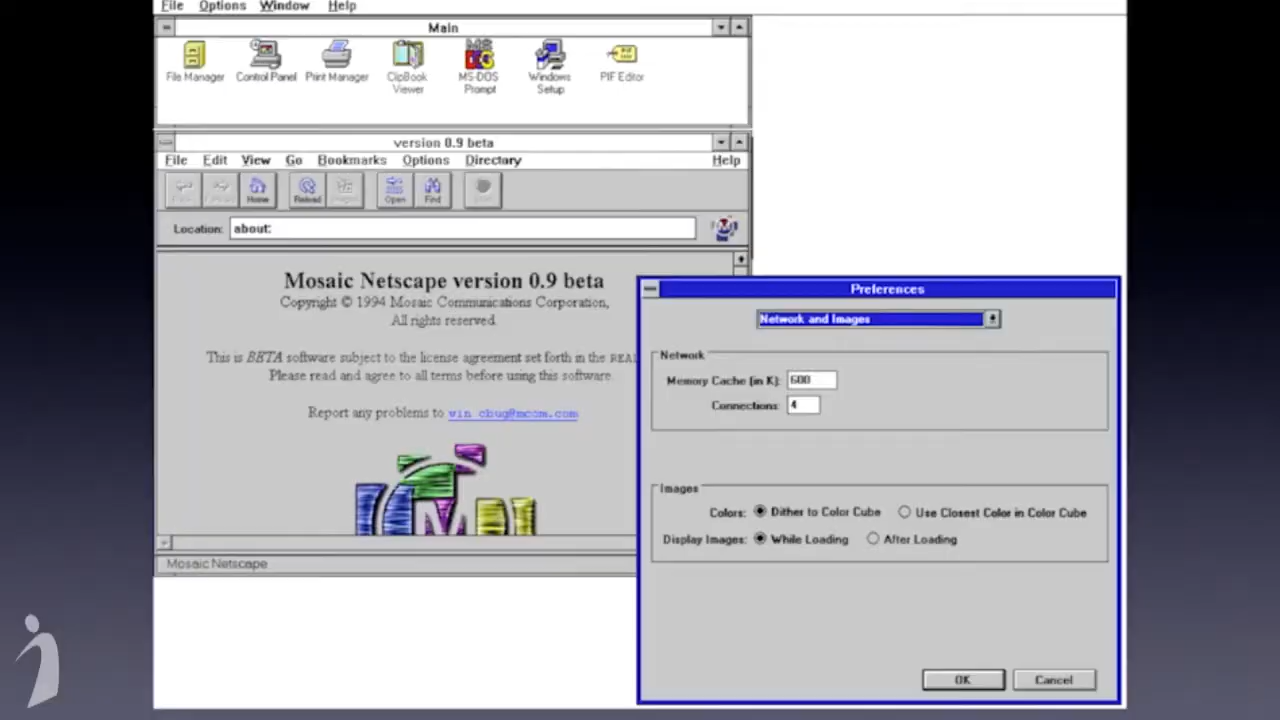 File Options Window Help
Main
File Manager Control Panel Print Manager ClipBook Viewer MS-DOS Prompt Windows Setup PIF Editor
version 0.9 beta
File Edit View Go Bookmarks Options Directory Help
Home Reload Open Find
Location: about:
Mosaic Netscape version 0.9 beta
Copyright © 1994 Mosaic Communications Corporation,
All rights reserved.
This is BETA software subject to the license agreement set forth in the REA
Please read and agree to all terms before using this software.
Report any problems to win_cbug@mcom.com
M
Mosaic Netscape
Preferences
Network and Images
Network
Memory Cache (in K): 600
Connections: 4
Images
Colors: Dither to Color Cube Use Closest Color in Color Cube
Display Images: While Loading After Loading
OK Cancel